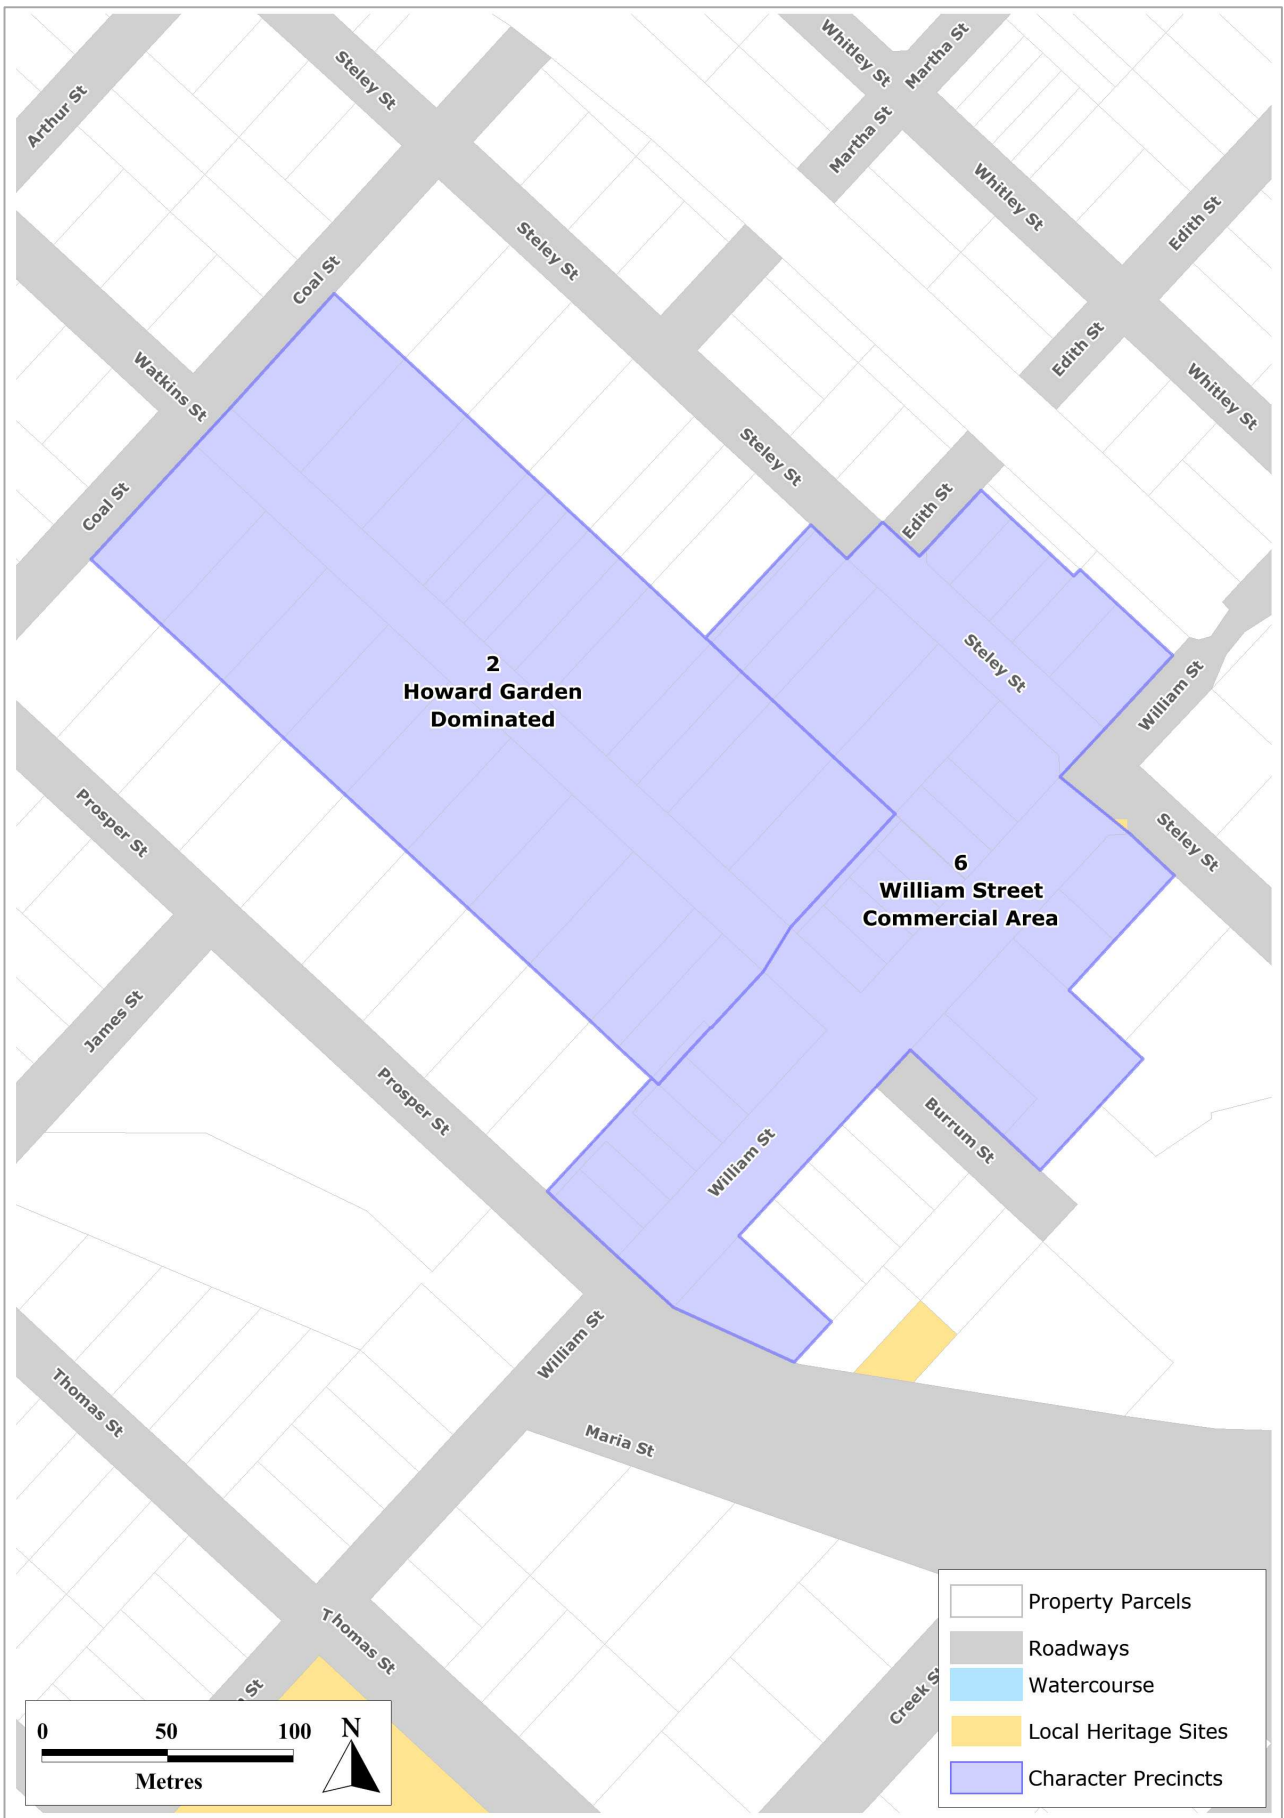 Whitley St
Martha St
Steley St
Arthur St
Martha St
Whitley St
Edith St
Steley St
Coal St
Edith St
Watkins St
Whitley St
Steley St
Coal St
Edith St
2
Howard Garden
Dominated
Steley St
William St
Prosper St
Steley St
6
William Street
Commercial Area
James St
Prosper St
Burrum St
William St
William St
Thomas St
Maria St
Thomas St
St
Creek St
0 50 100
Metres
N
Property Parcels
Roadways
Watercourse
Local Heritage Sites
Character Precincts